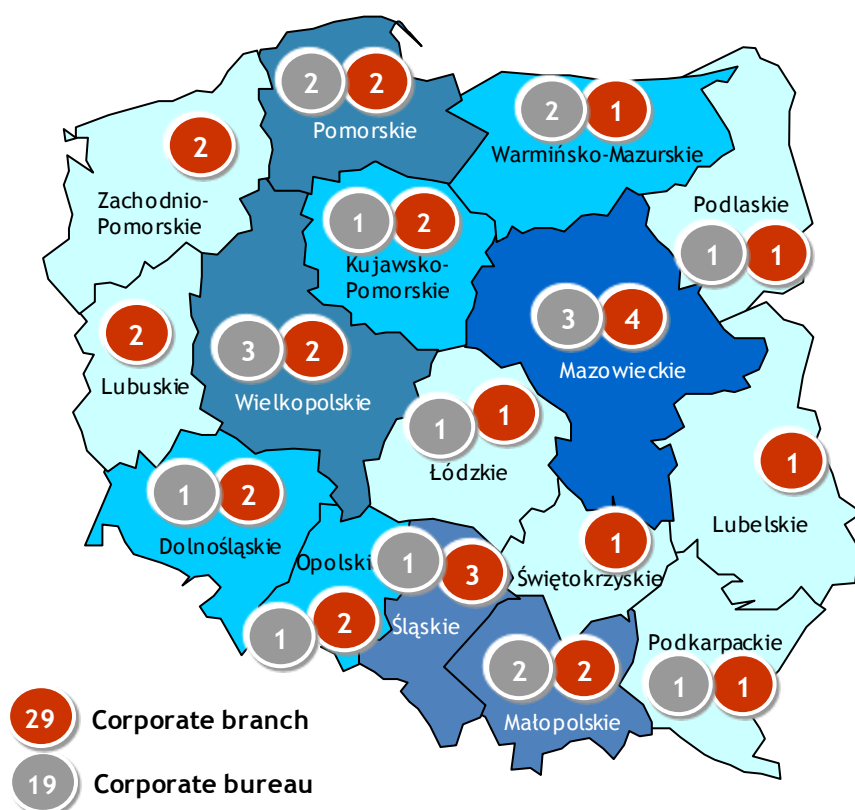 2 2
Pomorskie
2 1
Warmińsko-Mazurskie
2
Zachodnio-
Pomorskie
Podlaskie
1 1
1 2
Kujawsko-
Pomorskie
3 4
Mazowieckie
2
Lubuskie
3 2
Wielkopolskie
1 1
Łódzkie
1
Lubelskie
1 2
Dolnośląskie
Opolski
1 2
1 3
Śląskie
1
Świętokrzyskie
2 2
Małopolskie
Podkarpackie
1 1
29 Corporate branch
19 Corporate bureau